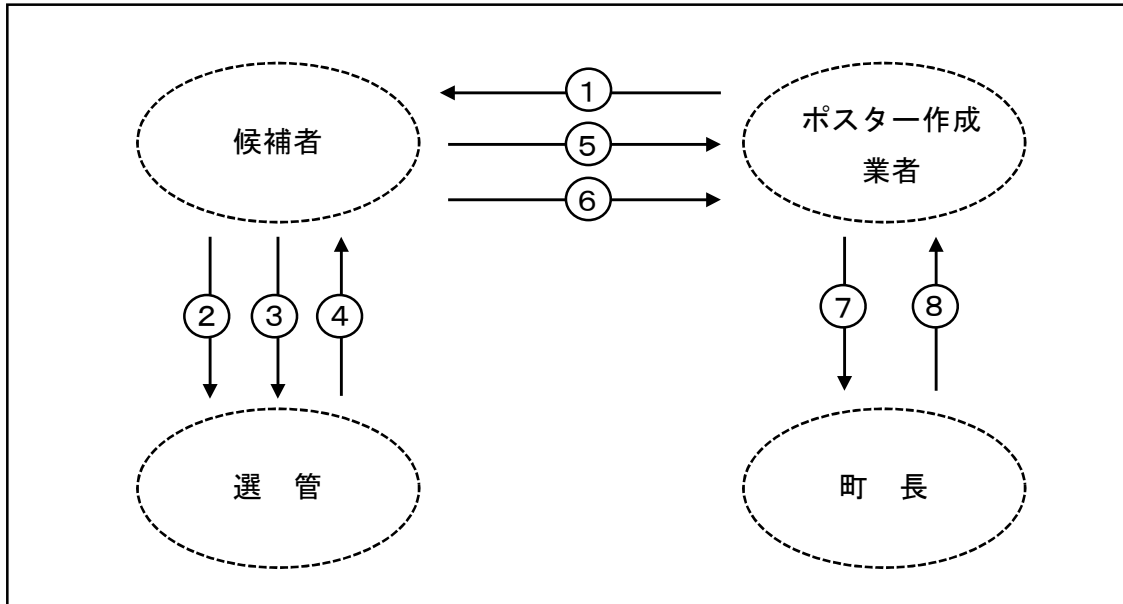 候補者
ポスター作成
業者
①
⑤
⑥
②
③
④
⑦
⑧
選　管
町　長